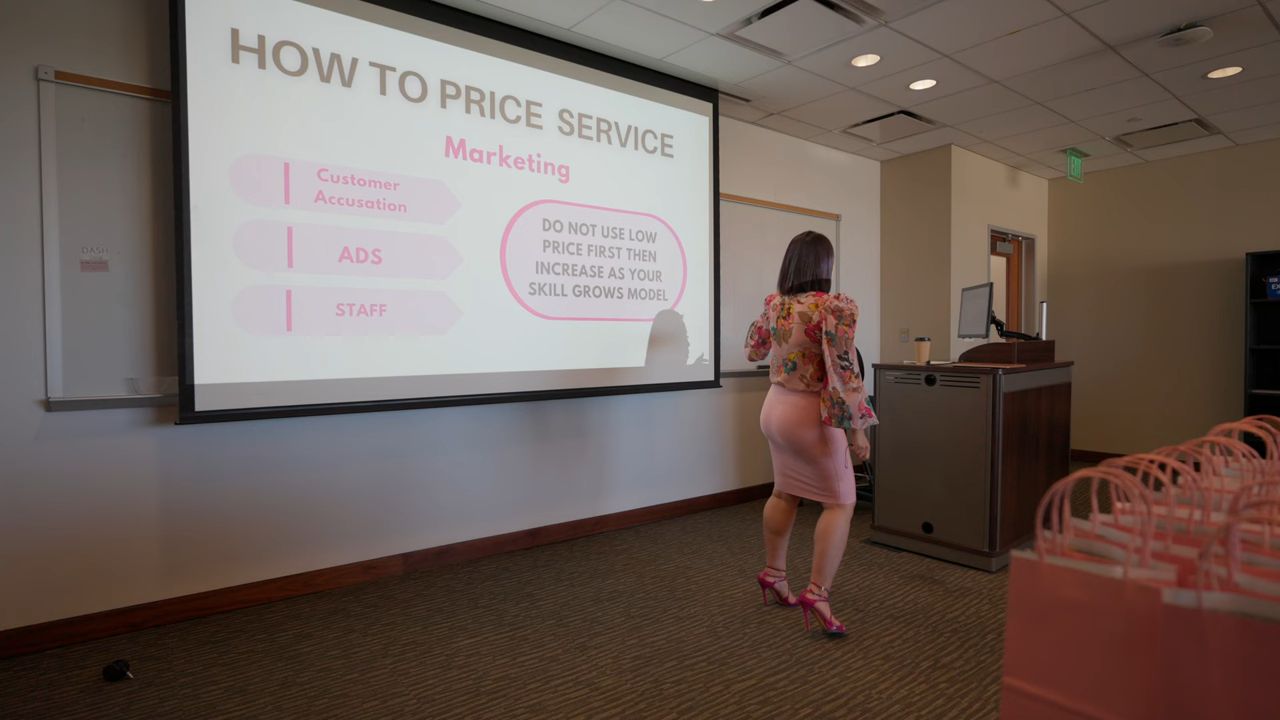 HOW TO PRICE SERVICE
Marketing
Customer
Accusation
ADS
STAFF
DO NOT USE LOW
PRICE FIRST THEN
INCREASE AS YOUR
SKILL GROWS MODEL
DASH
EXIT